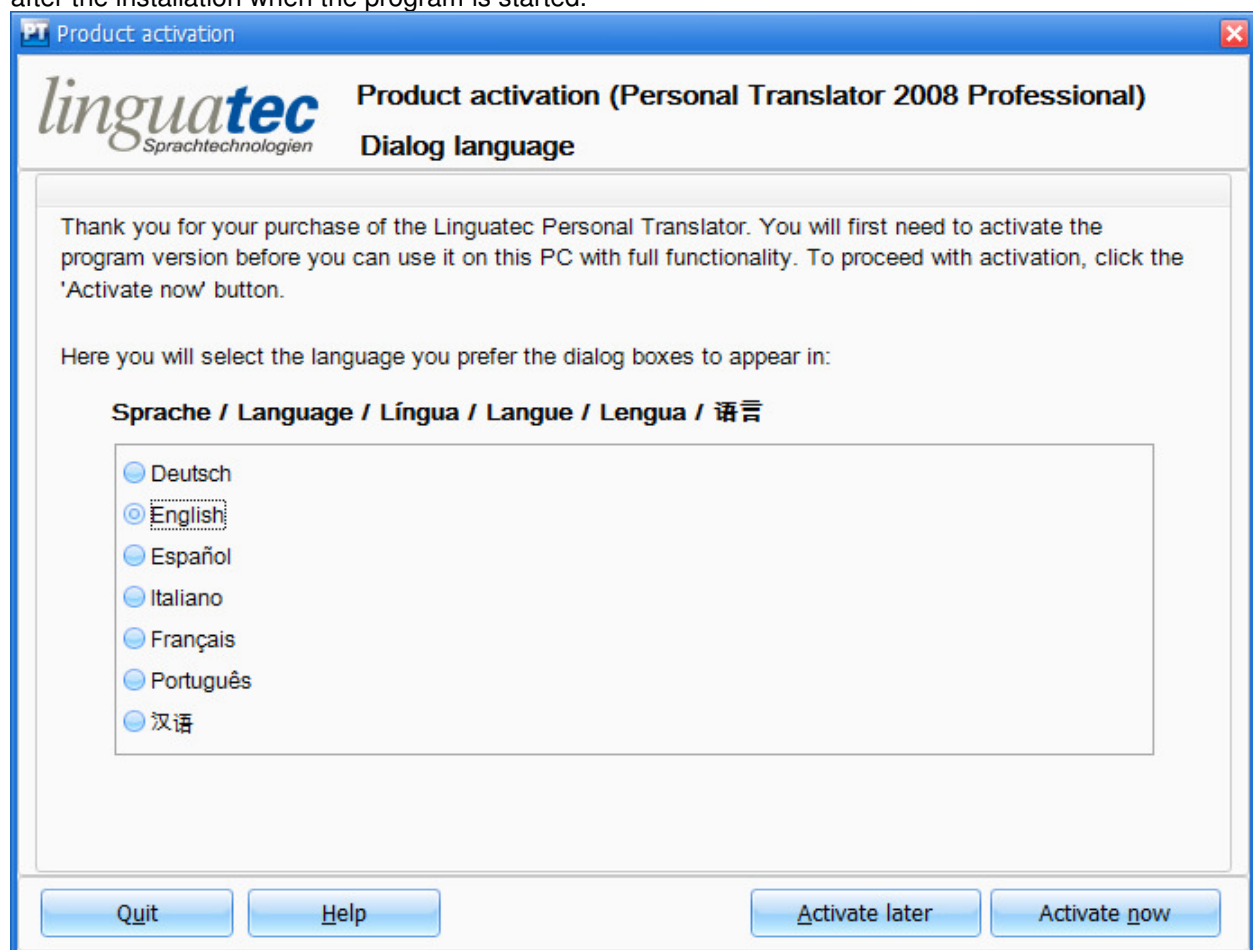 after the installation when the program is started.
PT Product activation
linguatec
Sprachtechnologien
Product activation (Personal Translator 2008 Professional)
Dialog language
Thank you for your purchase of the Linguatec Personal Translator. You will first need to activate the
program version before you can use it on this PC with full functionality. To proceed with activation, click the
'Activate now' button.
Here you will select the language you prefer the dialog boxes to appear in:
Sprache / Language / Língua / Langue / Lengua / 语言
Deutsch
English
Español
Italiano
Français
Português
汉语
Quit Help Activate later Activate now